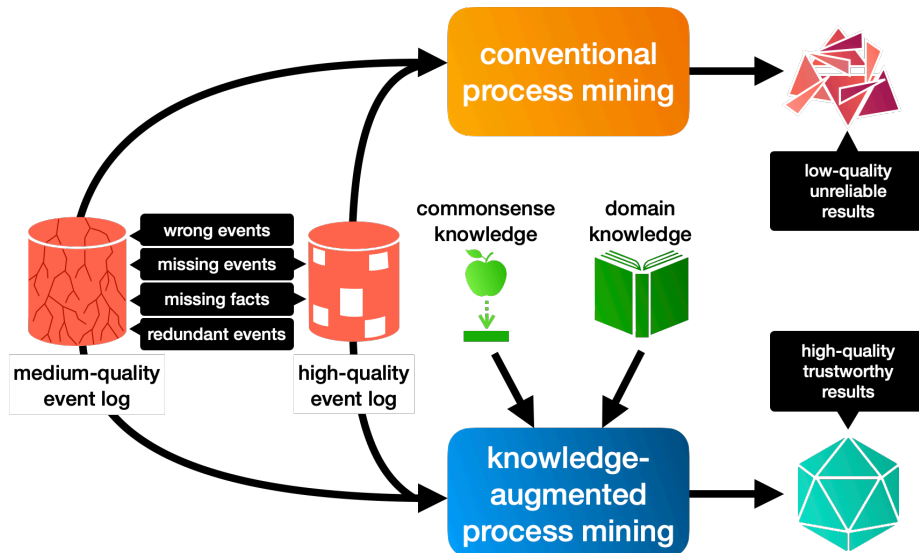 conventional
process mining
low-quality
unreliable
results
commonsense
knowledge
domain
knowledge
wrong events
missing events
missing facts
redundant events
medium-quality
event log
high-quality
event log
high-quality
trustworthy
results
knowledge-
augmented
process mining